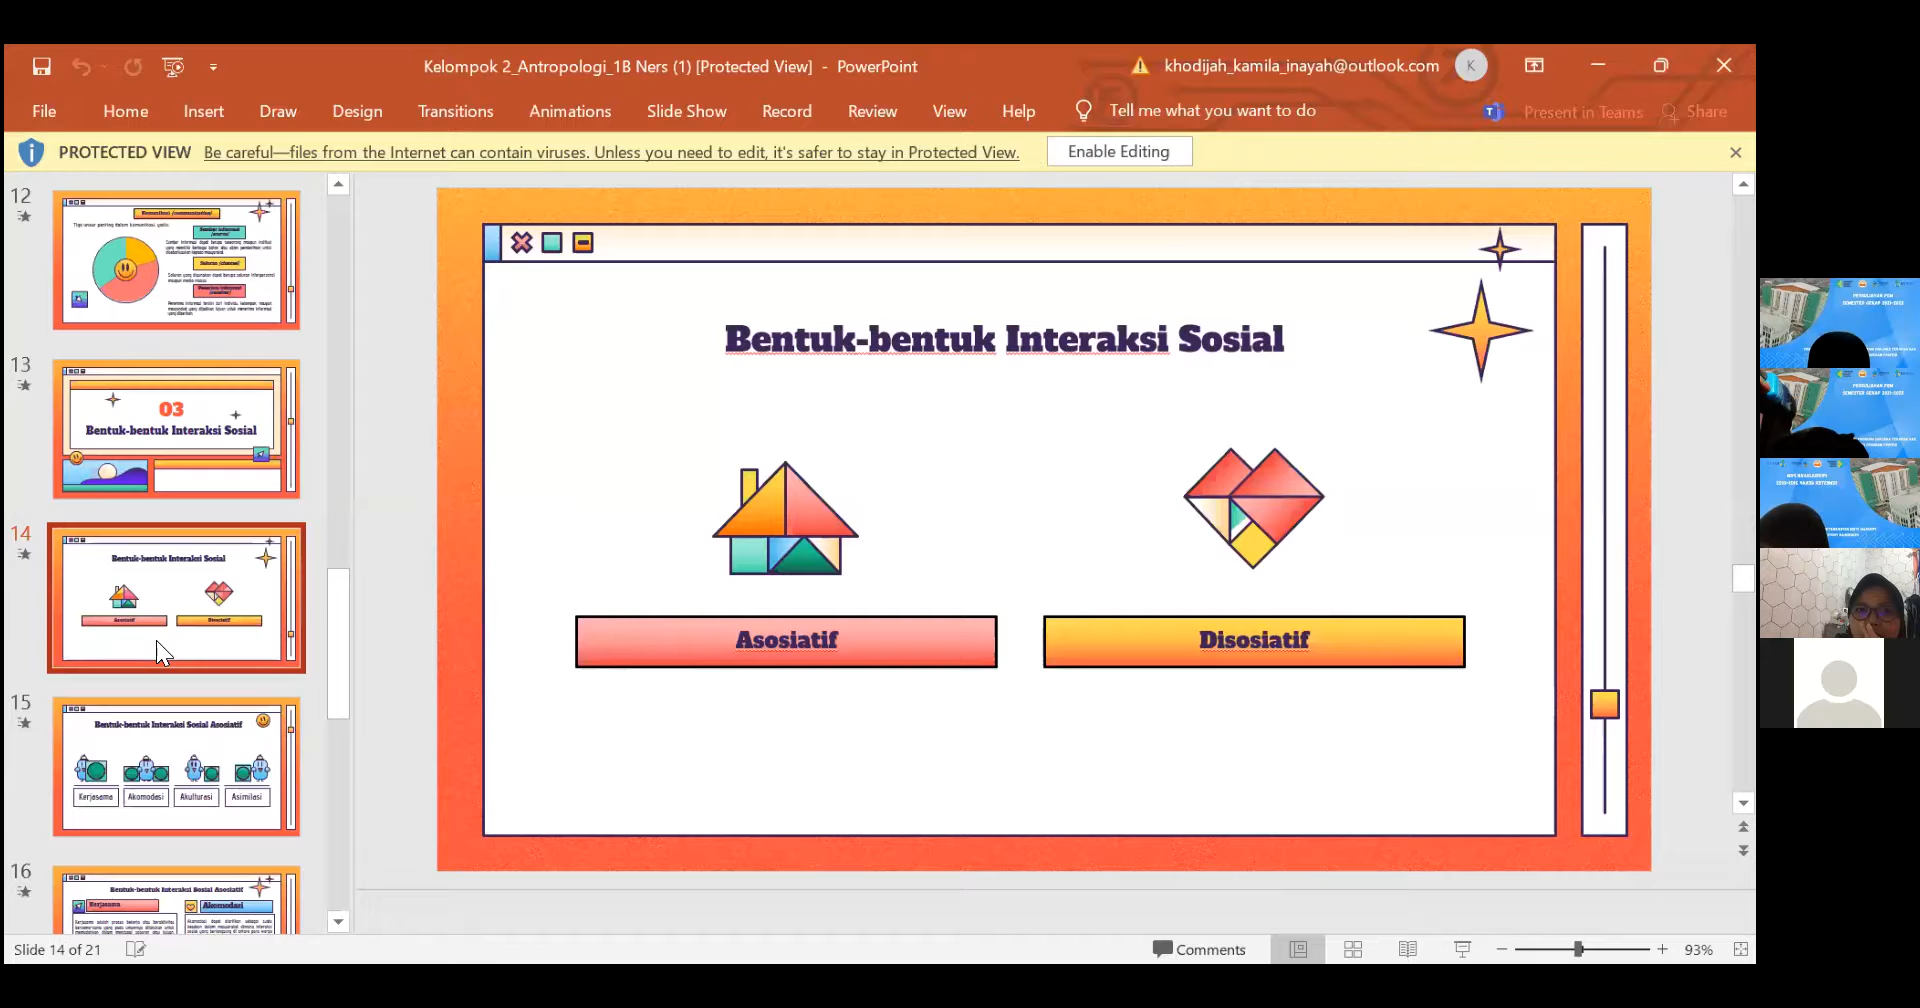 Kelompok 2_Antropologi_1B Ners (1) [Protected View] - PowerPoint
khodijah_kamila_inayah@outlook.com
K
File Home Insert Draw Design Transitions Animations Slide Show Record Review View Help Tell me what you want to do
Present in Teams Share
PROTECTED VIEW Be careful—files from the Internet can contain viruses. Unless you need to edit, it's safer to stay in Protected View. Enable Editing
12
Komunikasi (communication)
13
03
Bentuk-bentuk Interaksi Sosial
14
Bentuk-bentuk Interaksi Sosial
Asosiatif Disosiatif
15
Bentuk-bentuk Interaksi Sosial Asosiatif
Kerjasama Akomodasi Akulturasi Asimilasi
16
Bentuk-bentuk Interaksi Sosial Asosiatif
Kerjasama Akomodasi
Bentuk-bentuk Interaksi Sosial
Asosiatif
Disosiatif
Slide 14 of 21
Comments
93%